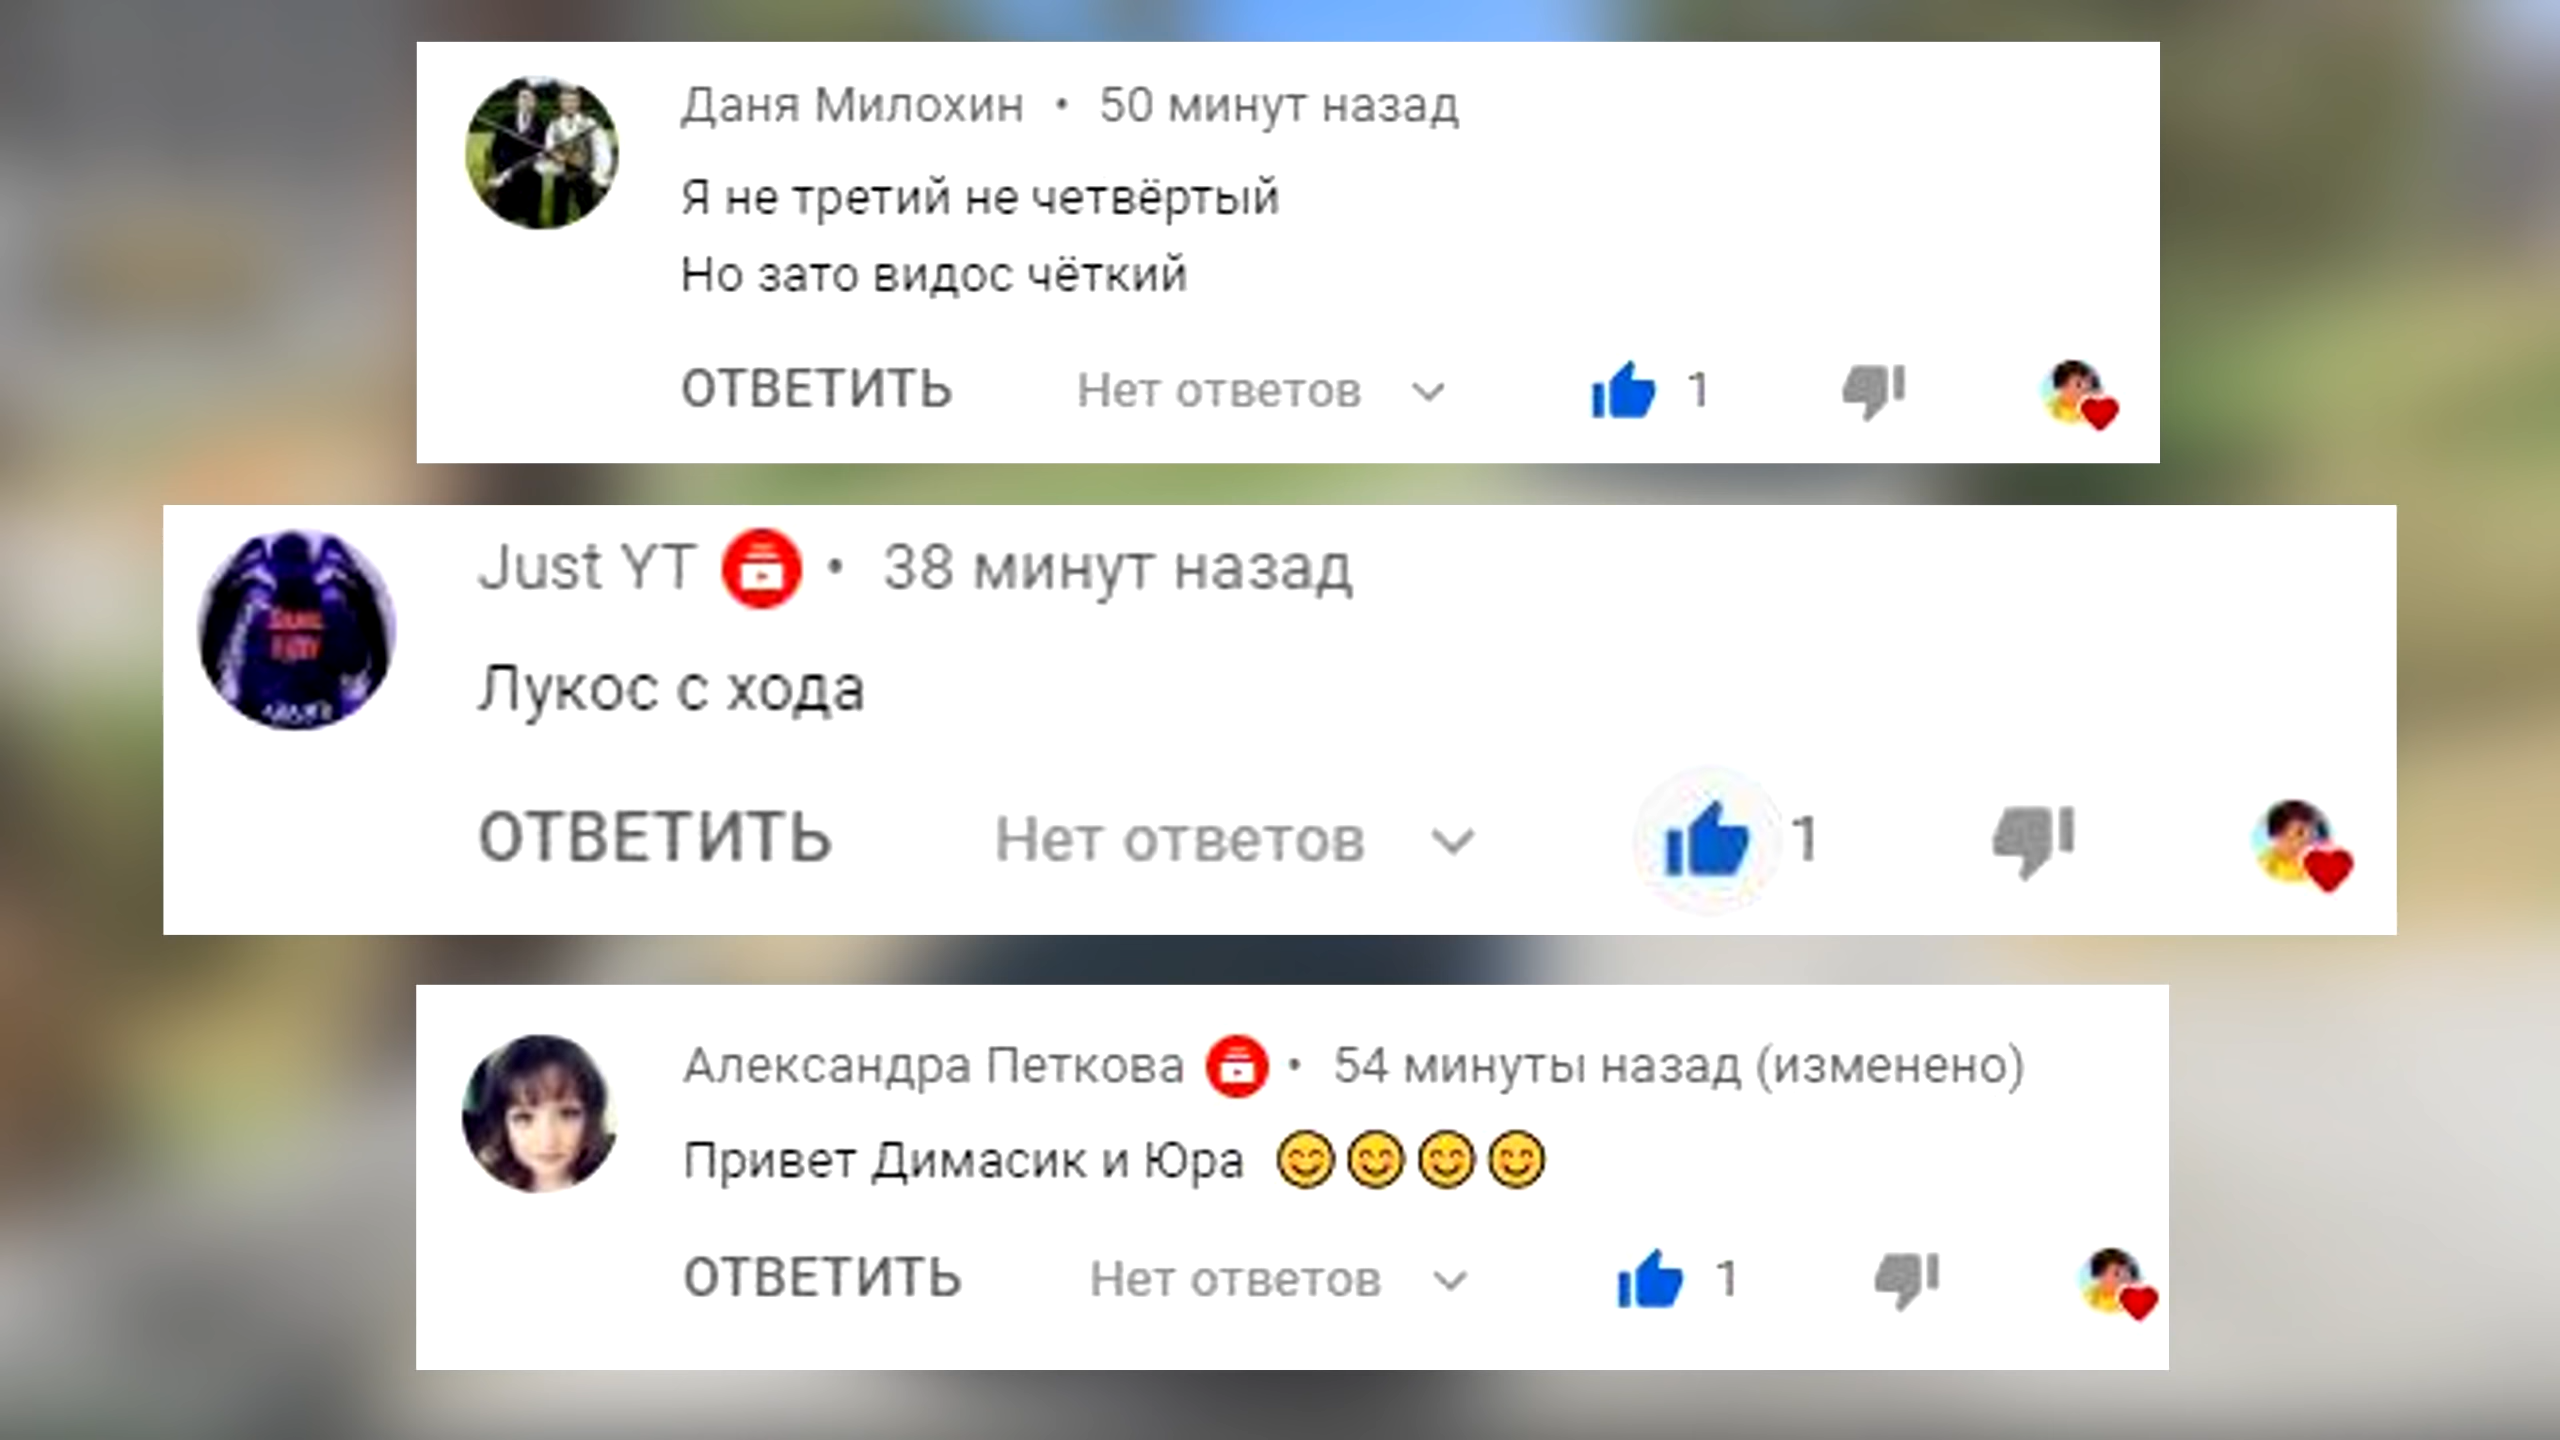 Даня Милохин • 50 минут назад
Я не третий не четвёртый
Но зато видос чёткий
ОТВЕТИТЬ Нет ответов 1
Just YT • 38 минут назад
Лукос с хода
ОТВЕТИТЬ Нет ответов 1
Александра Петкова • 54 минуты назад (изменено)
Привет Димасик и Юра 😊😊😊😊
ОТВЕТИТЬ Нет ответов 1